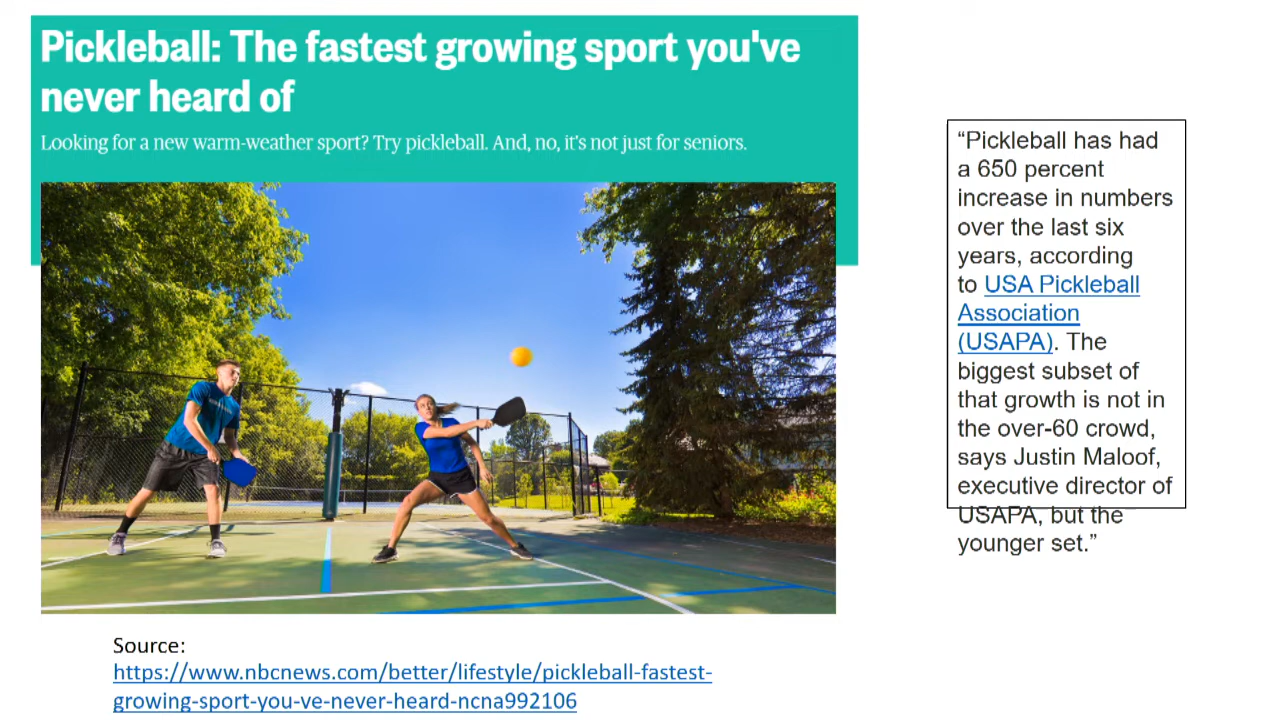 Pickleball: The fastest growing sport you've
never heard of
Looking for a new warm-weather sport? Try pickleball. And, no, it's not just for seniors.
“Pickleball has had
a 650 percent
increase in numbers
over the last six
years, according
to USA Pickleball
Association
(USAPA). The
biggest subset of
that growth is not in
the over-60 crowd,
says Justin Maloof,
executive director of
USAPA, but the
younger set.”
Source:
https://www.nbcnews.com/better/lifestyle/pickleball-fastest-
growing-sport-you-ve-never-heard-ncna992106